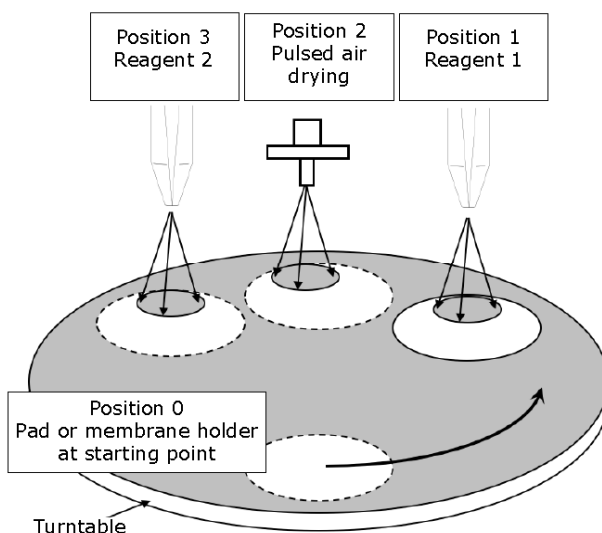 Position 3
Reagent 2
Position 2
Pulsed air
drying
Position 1
Reagent 1
Position 0
Pad or membrane holder
at starting point
Turntable